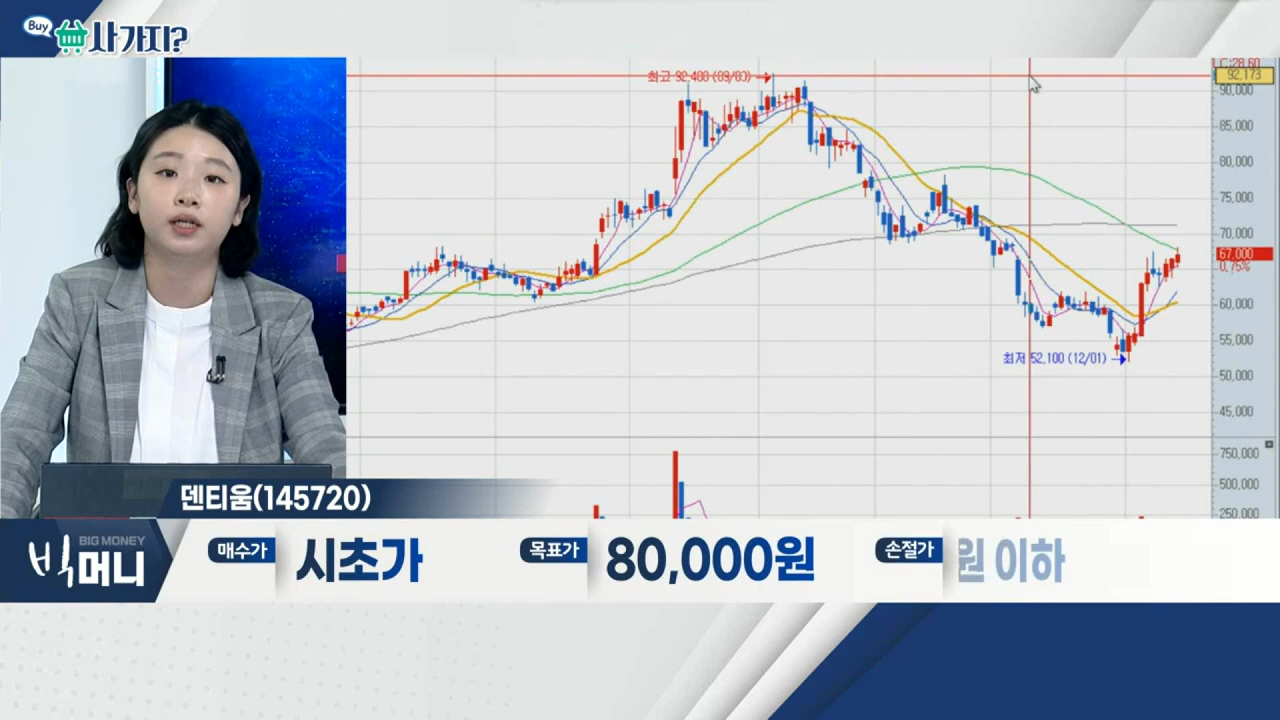 Buy
사가지?
최고 92,400 (09/03)
C:28.60
92,173
90,000
85,000
80,000
75,000
70,000
67,000
0.75%
60,000
55,000
최저 52,100 (12/01)
50,000
45,000
750,000
500,000
250,000
덴티움(145720)
BIG MONEY
빅머니
매수가
시초가
목표가
80,000원
손절가
원 이하